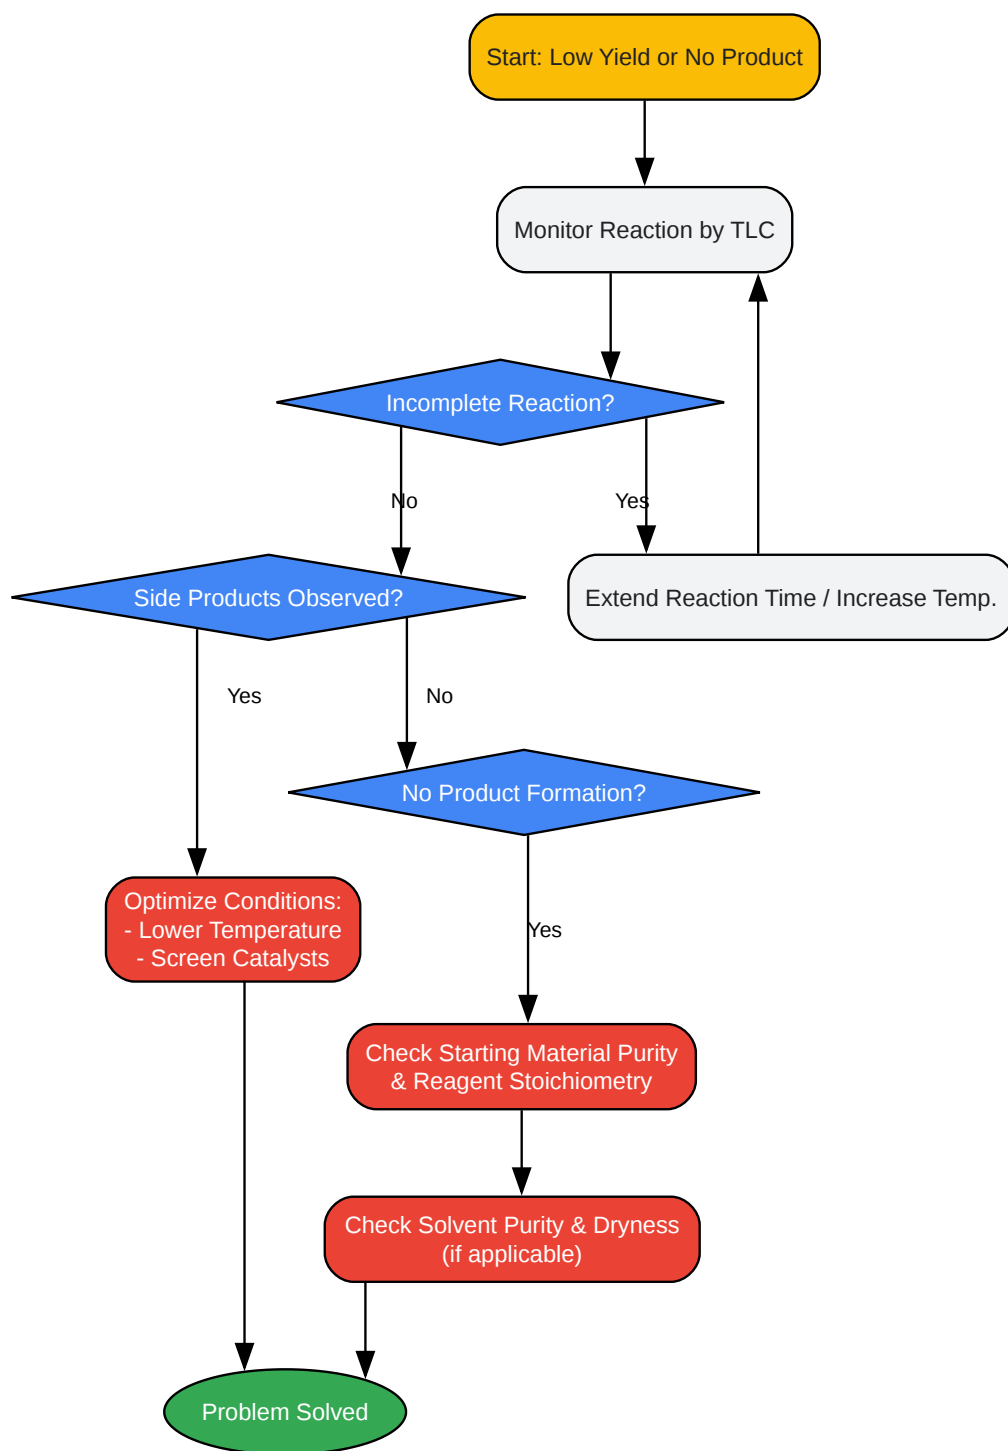 Start: Low Yield or No Product
Monitor Reaction by TLC
Incomplete Reaction?
No
Yes
Side Products Observed?
Extend Reaction Time / Increase Temp.
Yes
No
No Product Formation?
Optimize Conditions:
- Lower Temperature
- Screen Catalysts
Yes
Check Starting Material Purity
& Reagent Stoichiometry
Check Solvent Purity & Dryness
(if applicable)
Problem Solved